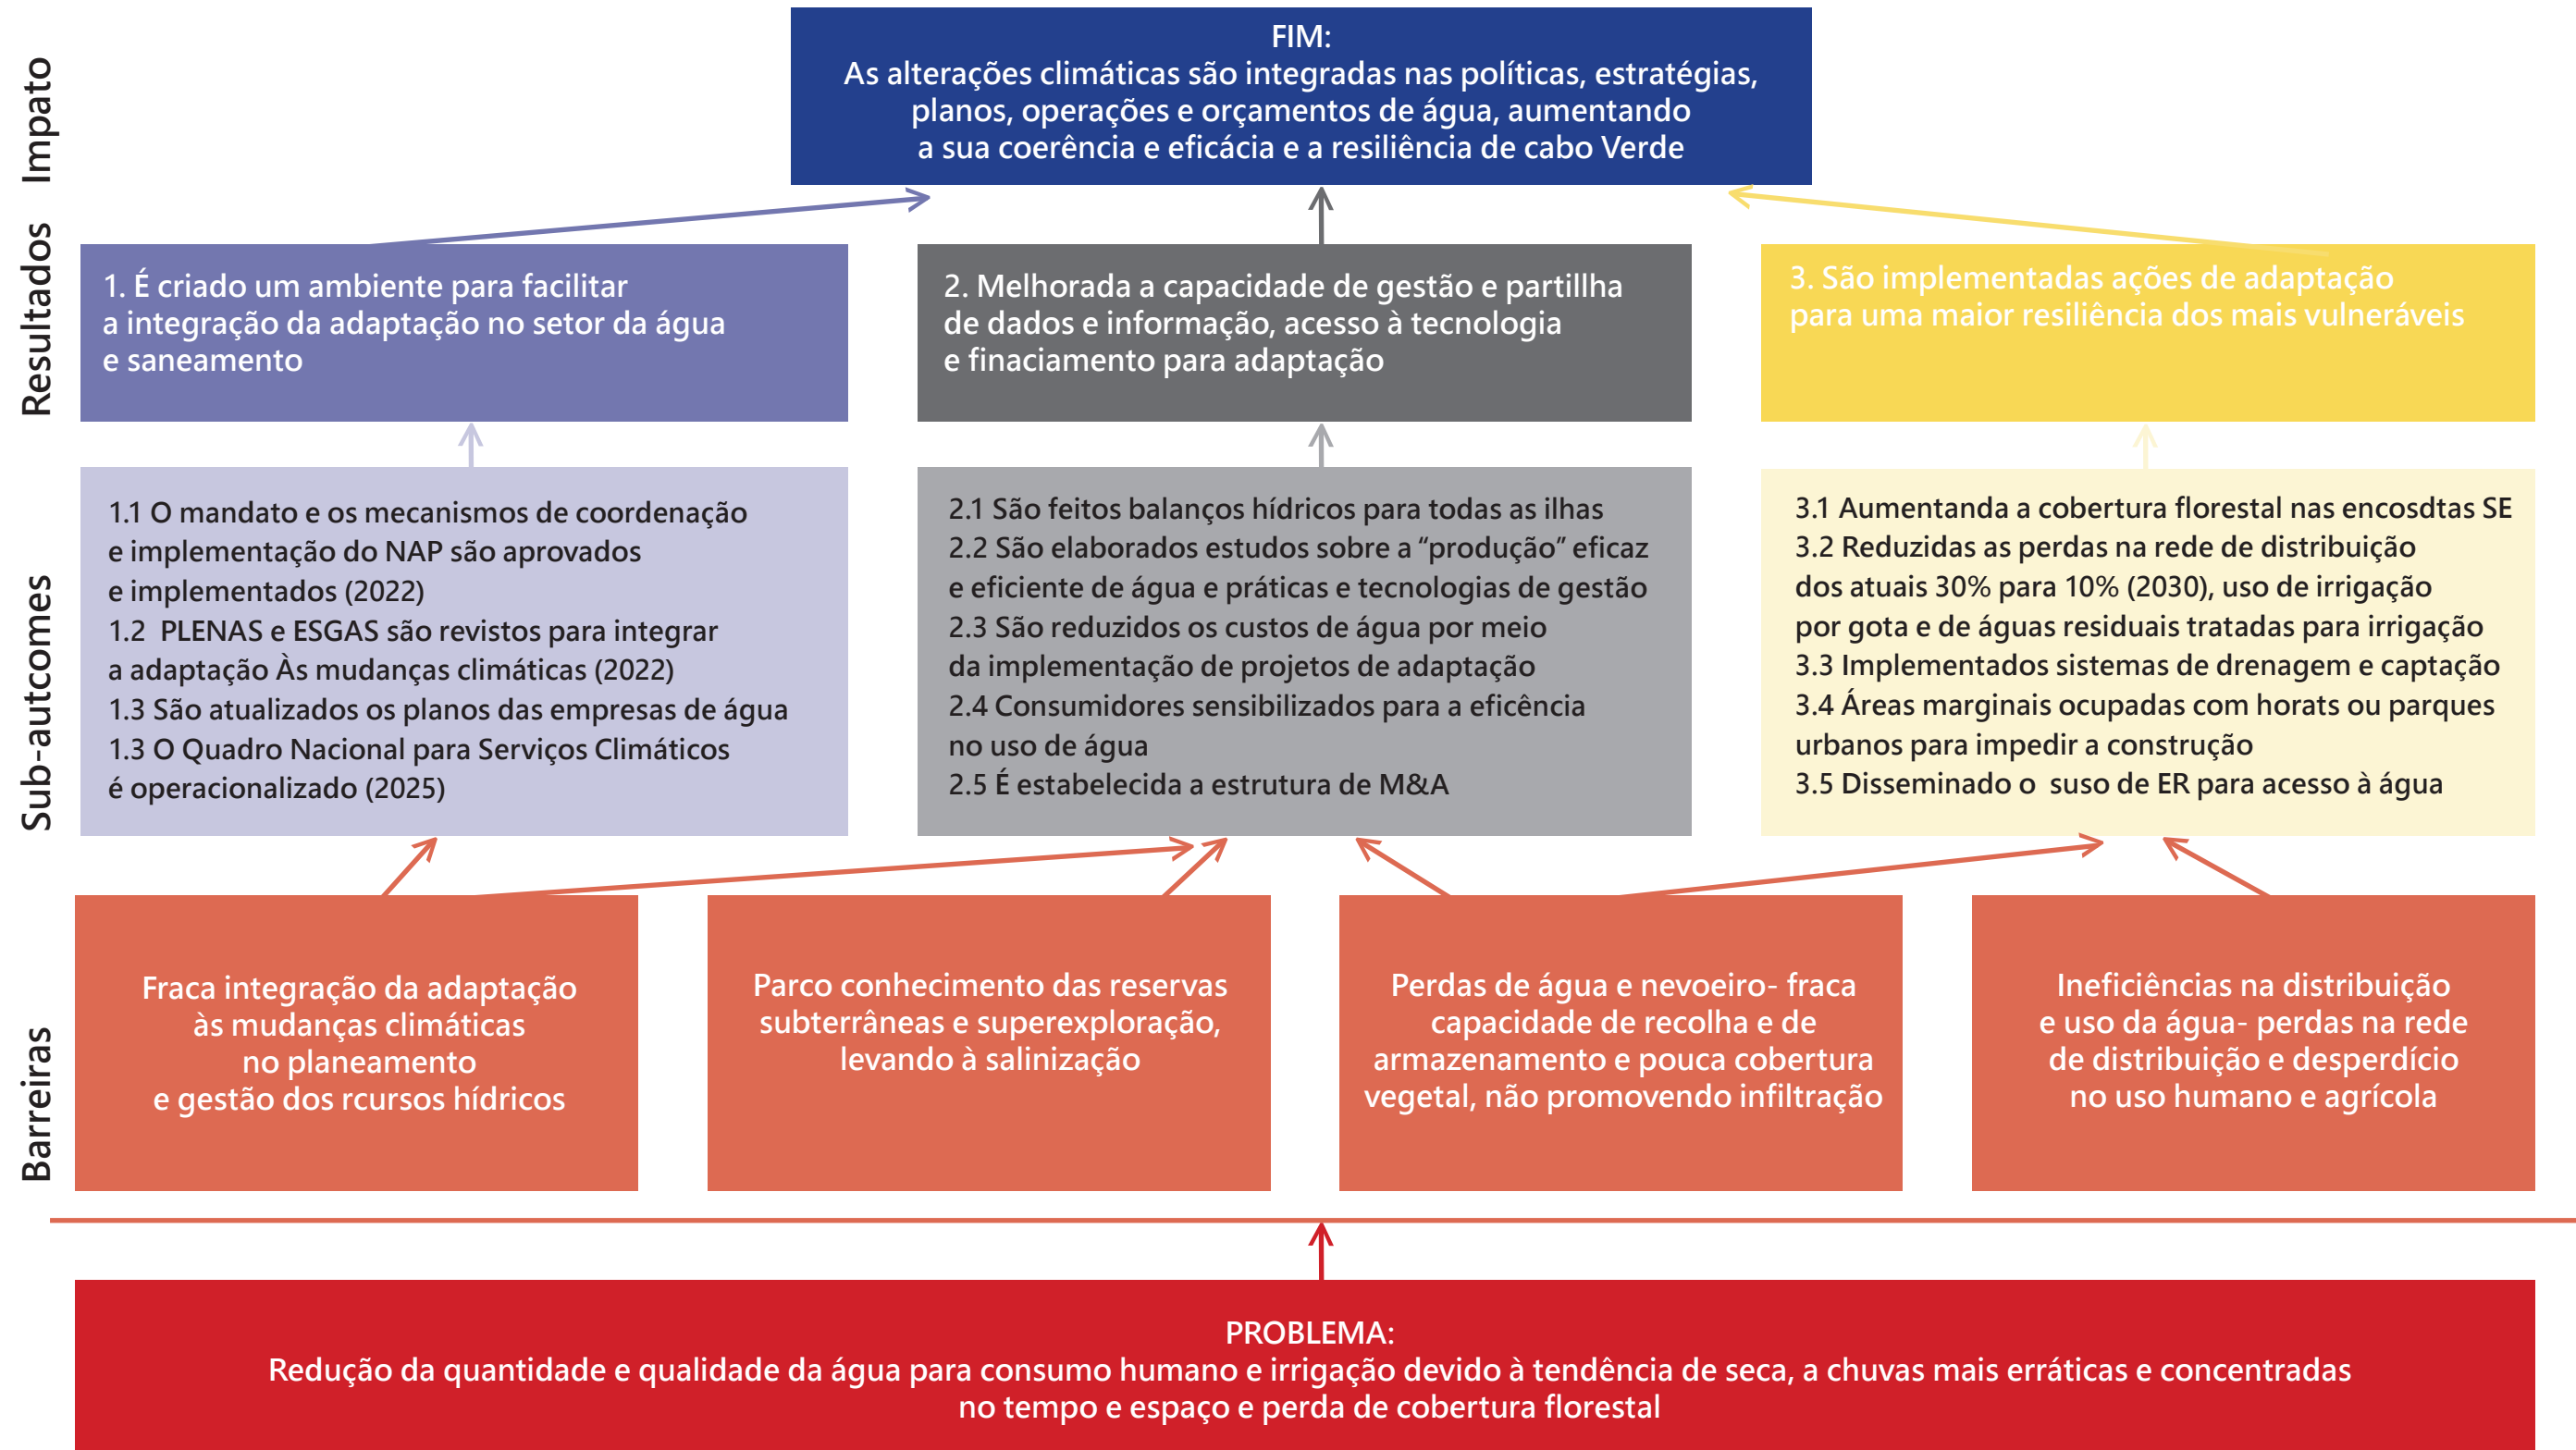 Impato
FIM:
As alterações climáticas são integradas nas políticas, estratégias,
planos, operações e orçamentos de água, aumentando
a sua coerência e eficácia e a resiliência de cabo Verde
Resultados
1. É criado um ambiente para facilitar
a integração da adaptação no setor da água
e saneamento
2. Melhorada a capacidade de gestão e partillha
de dados e informação, acesso à tecnologia
e finaciamento para adaptação
3. São implementadas ações de adaptação
para uma maior resiliência dos mais vulneráveis
Sub-autcomes
1.1 O mandato e os mecanismos de coordenação
e implementação do NAP são aprovados
e implementados (2022)
1.2 PLENAS e ESGAS são revistos para integrar
a adaptação Às mudanças climáticas (2022)
1.3 São atualizados os planos das empresas de água
1.3 O Quadro Nacional para Serviços Climáticos
é operacionalizado (2025)
2.1 São feitos balanços hídricos para todas as ilhas
2.2 São elaborados estudos sobre a “produção” eficaz
e eficiente de água e práticas e tecnologias de gestão
2.3 São reduzidos os custos de água por meio
da implementação de projetos de adaptação
2.4 Consumidores sensibilizados para a eficência
no uso de água
2.5 É estabelecida a estrutura de M&A
3.1 Aumentanda a cobertura florestal nas encosdtas SE
3.2 Reduzidas as perdas na rede de distribuição
dos atuais 30% para 10% (2030), uso de irrigação
por gota e de águas residuais tratadas para irrigação
3.3 Implementados sistemas de drenagem e captação
3.4 Áreas marginais ocupadas com horats ou parques
urbanos para impedir a construção
3.5 Disseminado o suso de ER para acesso à água
Barreiras
Fraca integração da adaptação
às mudanças climáticas
no planeamento
e gestão dos rcursos hídricos
Parco conhecimento das reservas
subterrâneas e superexploração,
levando à salinização
Perdas de água e nevoeiro- fraca
capacidade de recolha e de
armazenamento e pouca cobertura
vegetal, não promovendo infiltração
Ineficiências na distribuição
e uso da água- perdas na rede
de distribuição e desperdício
no uso humano e agrícola
PROBLEMA:
Redução da quantidade e qualidade da água para consumo humano e irrigação devido à tendência de seca, a chuvas mais erráticas e concentradas
no tempo e espaço e perda de cobertura florestal